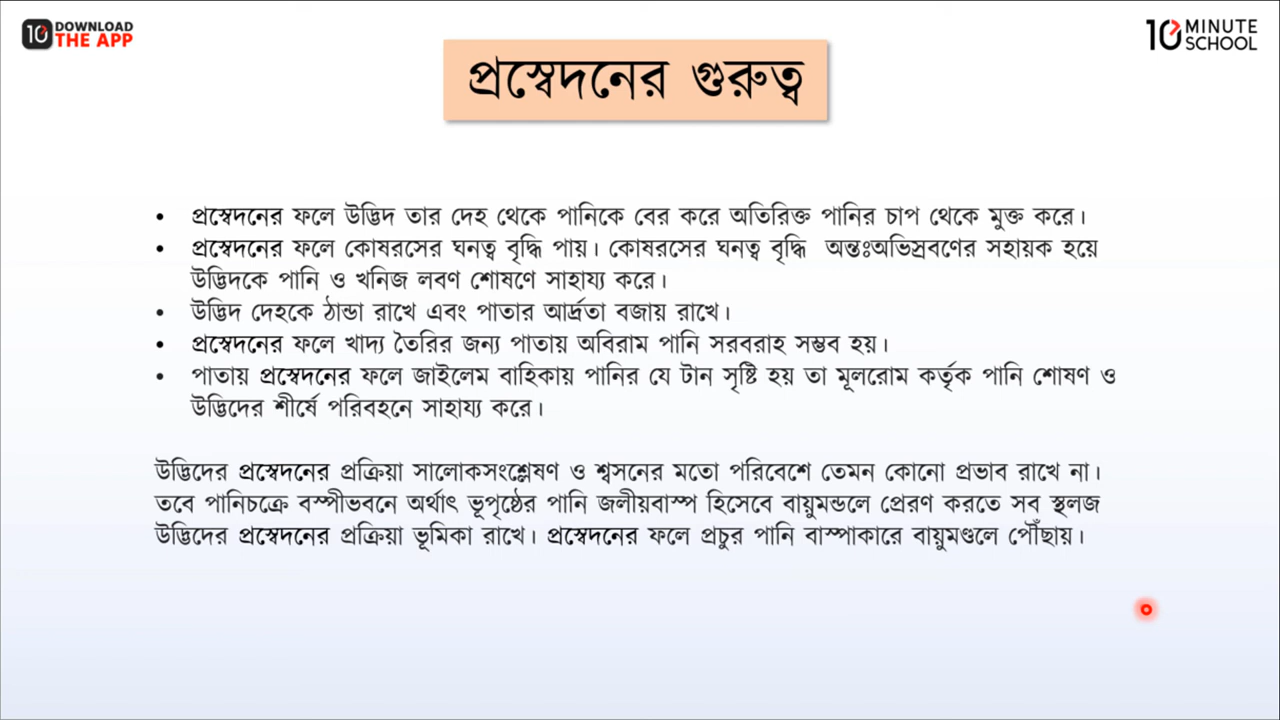 10 DOWNLOAD THE APP
10 MINUTE SCHOOL
প্রস্বেদনের গুরুত্ব
• প্রস্বেদনের ফলে উদ্ভিদ তার দেহ থেকে পানিকে বের করে অতিরিক্ত পানির চাপ থেকে মুক্ত করে।
• প্রস্বেদনের ফলে কোষরসের ঘনত্ব বৃদ্ধি পায়। কোষরসের ঘনত্ব বৃদ্ধি অন্তঃঅভিস্রবণের সহায়ক হয়ে
উদ্ভিদকে পানি ও খনিজ লবণ শোষণে সাহায্য করে।
• উদ্ভিদ দেহকে ঠান্ডা রাখে এবং পাতার আর্দ্রতা বজায় রাখে।
• প্রস্বেদনের ফলে খাদ্য তৈরির জন্য পাতায় অবিরাম পানি সরবরাহ সম্ভব হয়।
• পাতায় প্রস্বেদনের ফলে জাইলেম বাহিকায় পানির যে টান সৃষ্টি হয় তা মূলরোম কর্তৃক পানি শোষণ ও
উদ্ভিদের শীর্ষে পরিবহনে সাহায্য করে।
উদ্ভিদের প্রস্বেদনের প্রক্রিয়া সালোকসংশ্লেষণ ও শ্বসনের মতো পরিবেশে তেমন কোনো প্রভাব রাখে না।
তবে পানিচক্রে বস্পীভবনে অর্থাৎ ভূপৃষ্ঠের পানি জলীয়বাস্প হিসেবে বায়ুমন্ডলে প্রেরণ করতে সব স্থলজ
উদ্ভিদের প্রস্বেদনের প্রক্রিয়া ভূমিকা রাখে। প্রস্বেদনের ফলে প্রচুর পানি বাস্পাকারে বায়ুমণ্ডলে পৌঁছায়।